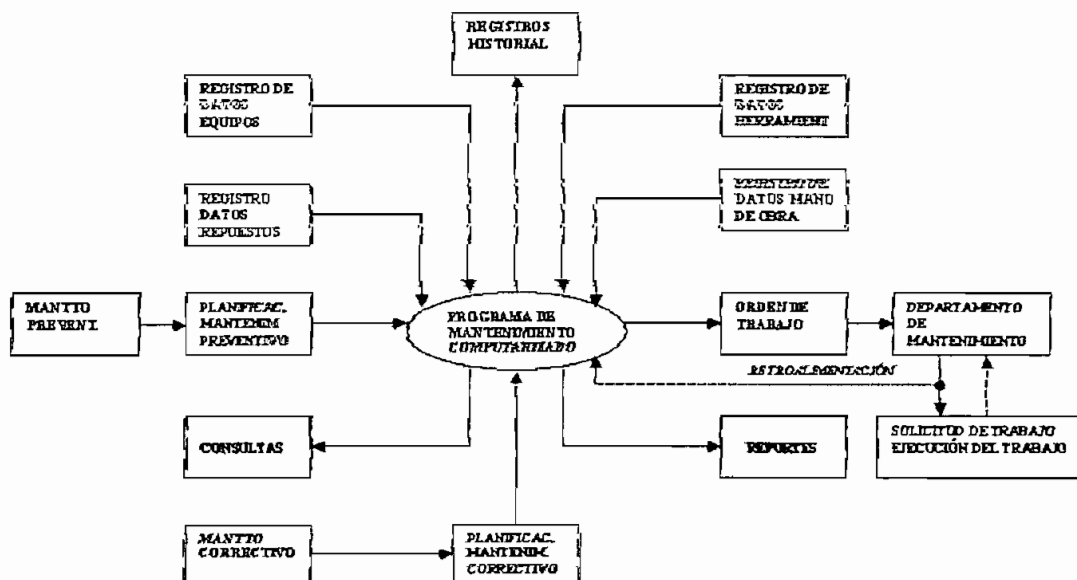 REGISTROS
HISTORIAL
REGISTRO DE
DATOS
EQUIPOS
REGISTRO DE
DATOS
HERRAMIENT
REGISTRO
DATOS
REPUESTOS
REGISTRO DE
DATOS MANO
DE OBRA
MANTTO
PREVENT.
PLANIFICAC.
MANTENIM
PREVENTIVO
PROGRAMA DE
MANTENIMIENTO
COMPUTARIZADO
ORDEN DE
TRABAJO
DEPARTAMENTO
DE
MANTENIMIENTO
RETROALIMENTACIÓN
CONSULTAS
REPORTES
SOLICITUD DE TRABAJO
EJECUCIÓN DEL TRABAJO
MANTTO
CORRECTIVO
PLANIFICAC.
MANTENIM.
CORRECTIVO